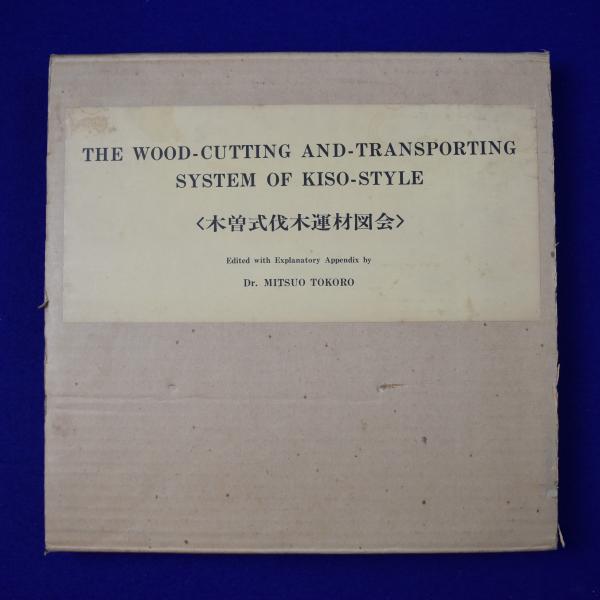 THE WOOD-CUTTING AND-TRANSPORTING
SYSTEM OF KISO-STYLE
〈木曽式伐木運材図会〉
Edited with Explanatory Appendix by
Dr. MITSUO TOKORO